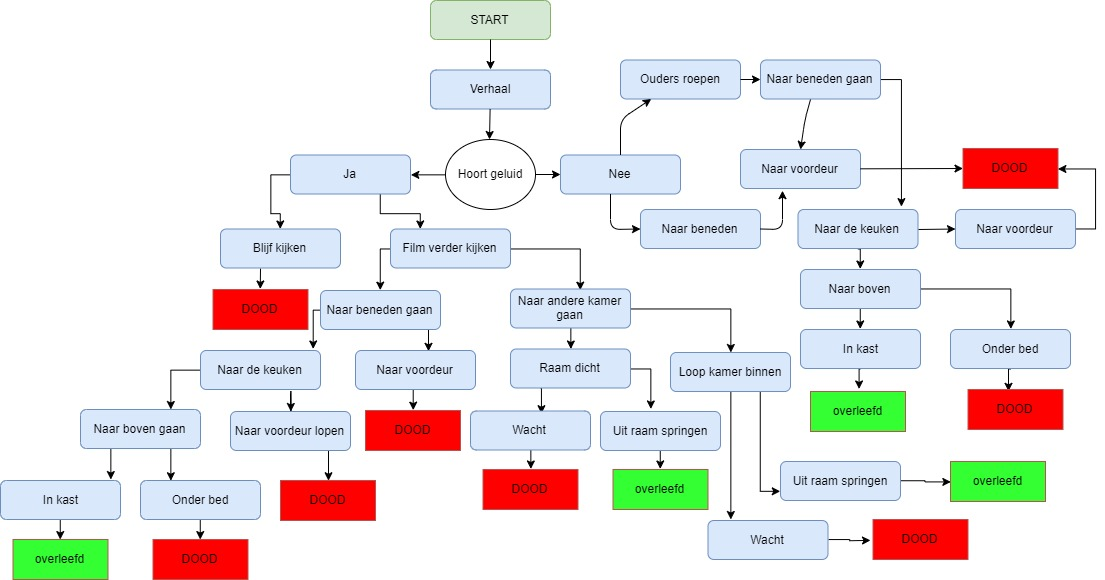 START
Verhaal
Ouders roepen
Naar beneden gaan
Hoort geluid
Ja
Nee
Naar voordeur
DOOD
Naar beneden
Naar de keuken
Naar voordeur
Blijf kijken
Film verder kijken
DOOD
Naar beneden gaan
Naar andere kamer
gaan
Naar boven
Naar de keuken
Naar voordeur
Raam dicht
Loop kamer binnen
In kast
Onder bed
overleefd
DOOD
Naar boven gaan
Naar voordeur lopen
DOOD
Wacht
Uit raam springen
In kast
Onder bed
DOOD
DOOD
overleefd
Uit raam springen
overleefd
overleefd
DOOD
Wacht
DOOD